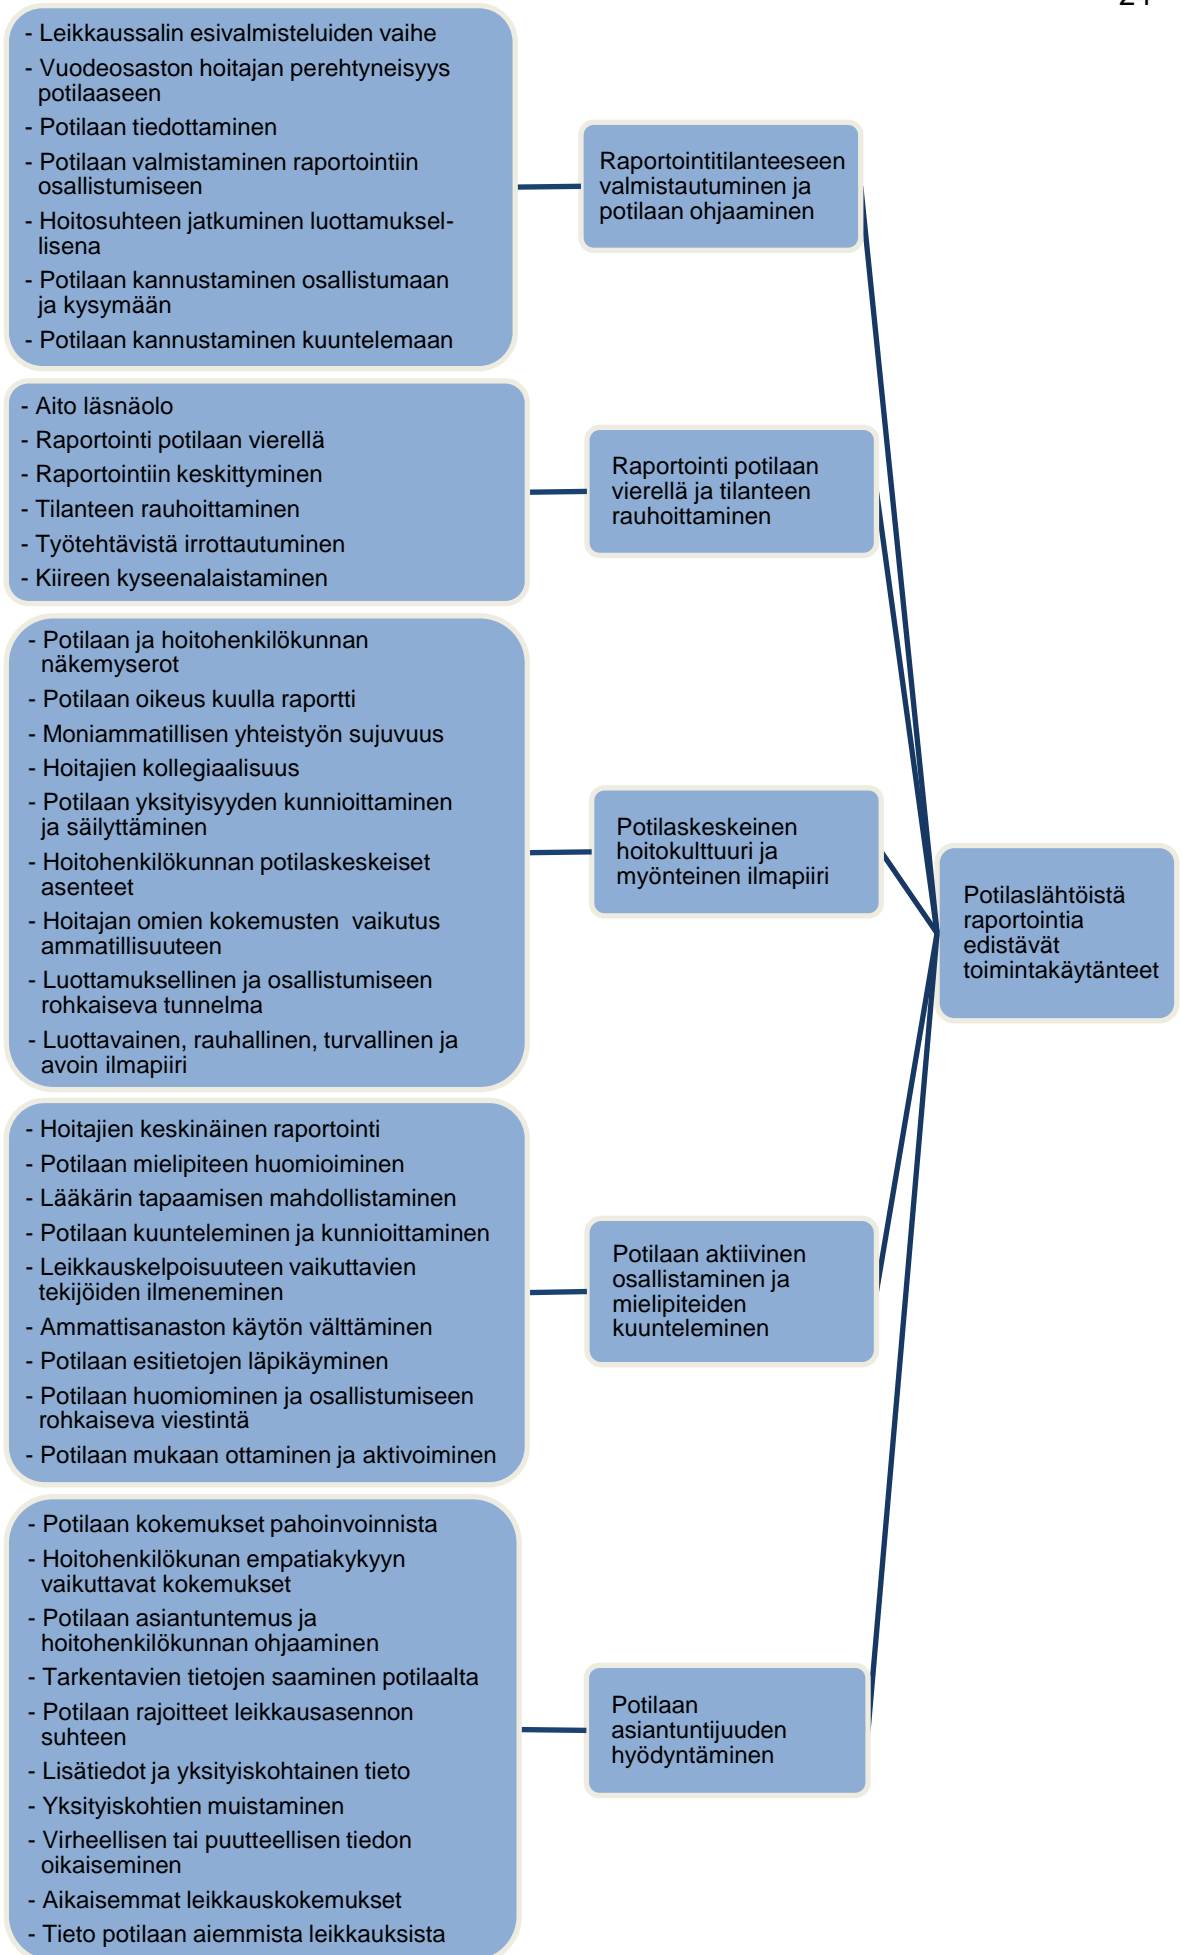 - Leikkaussalin esivalmisteluiden vaihe
- Vuodeosaston hoitajan perehtyneisyys
potilaaseen
- Potilaan tiedottaminen
- Potilaan valmistaminen raportointiin
osallistumiseen
- Hoitosuhteen jatkuminen luottamuksel-
lisena
- Potilaan kannustaminen osallistumaan
ja kysymään
- Potilaan kannustaminen kuuntelemaan
Raportointitilanteeseen
valmistautuminen ja
potilaan ohjaaminen
- Aito läsnäolo
- Raportointi potilaan vierellä
- Raportointiin keskittyminen
- Tilanteen rauhoittaminen
- Työtehtävistä irrottautuminen
- Kiireen kyseenalaistaminen
Raportointi potilaan
vierellä ja tilanteen
rauhoittaminen
- Potilaan ja hoitohenkilökunnan
näkemyserot
- Potilaan oikeus kuulla raportti
- Moniammatillisen yhteistyön sujuvuus
- Hoitajien kollegiaalisuus
- Potilaan yksityisyyden kunnioittaminen
ja säilyttäminen
- Hoitohenkilökunnan potilaskeskeiset
asenteet
- Hoitajan omien kokemusten  vaikutus
ammatillisuuteen
- Luottamuksellinen ja osallistumiseen
rohkaiseva tunnelma
- Luottavainen, rauhallinen, turvallinen ja
avoin ilmapiiri
Potilaskeskeinen
hoitokulttuuri ja
myönteinen ilmapiiri
Potilaslähtöistä
raportointia
edistävät
toimintakäytänteet
- Hoitajien keskinäinen raportointi
- Potilaan mielipiteen huomioiminen
- Lääkärin tapaamisen mahdollistaminen
- Potilaan kuunteleminen ja kunnioittaminen
- Leikkauskelpoisuuteen vaikuttavien
tekijöiden ilmeneminen
- Ammattisanaston käytön välttäminen
- Potilaan esitietojen läpikäyminen
- Potilaan huomiominen ja osallistumiseen
rohkaiseva viestintä
- Potilaan mukaan ottaminen ja aktivoiminen
Potilaan aktiivinen
osallistaminen ja
mielipiteiden
kuunteleminen
- Potilaan kokemukset pahoinvoinnista
- Hoitohenkilökunan empatiakykyyn
vaikuttavat kokemukset
- Potilaan asiantuntemus ja
hoitohenkilökunnan ohjaaminen
- Tarkentavien tietojen saaminen potilaalta
- Potilaan rajoitteet leikkausasennon
suhteen
- Lisätiedot ja yksityiskohtainen tieto
- Yksityiskohtien muistaminen
- Virheellisen tai puutteellisen tiedon
oikaiseminen
- Aikaisemmat leikkauskokemukset
- Tieto potilaan aiemmista leikkauksista
Potilaan
asiantuntijuuden
hyödyntäminen